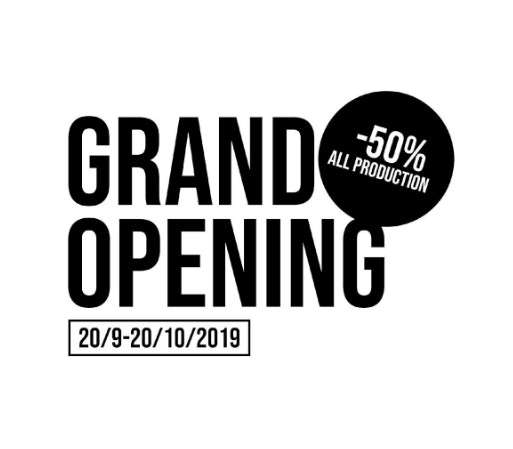 GRAND
OPENING
-50%
ALL PRODUCTION
20/9-20/10/2019